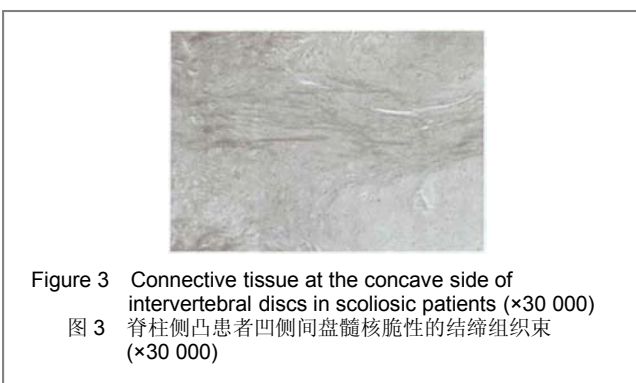 Figure 3 Connective tissue at the concave side of
intervertebral discs in scoliosic patients (×30 000)
图 3 脊柱侧凸患者凹侧间盘髓核脆性的结缔组织束
(×30 000)